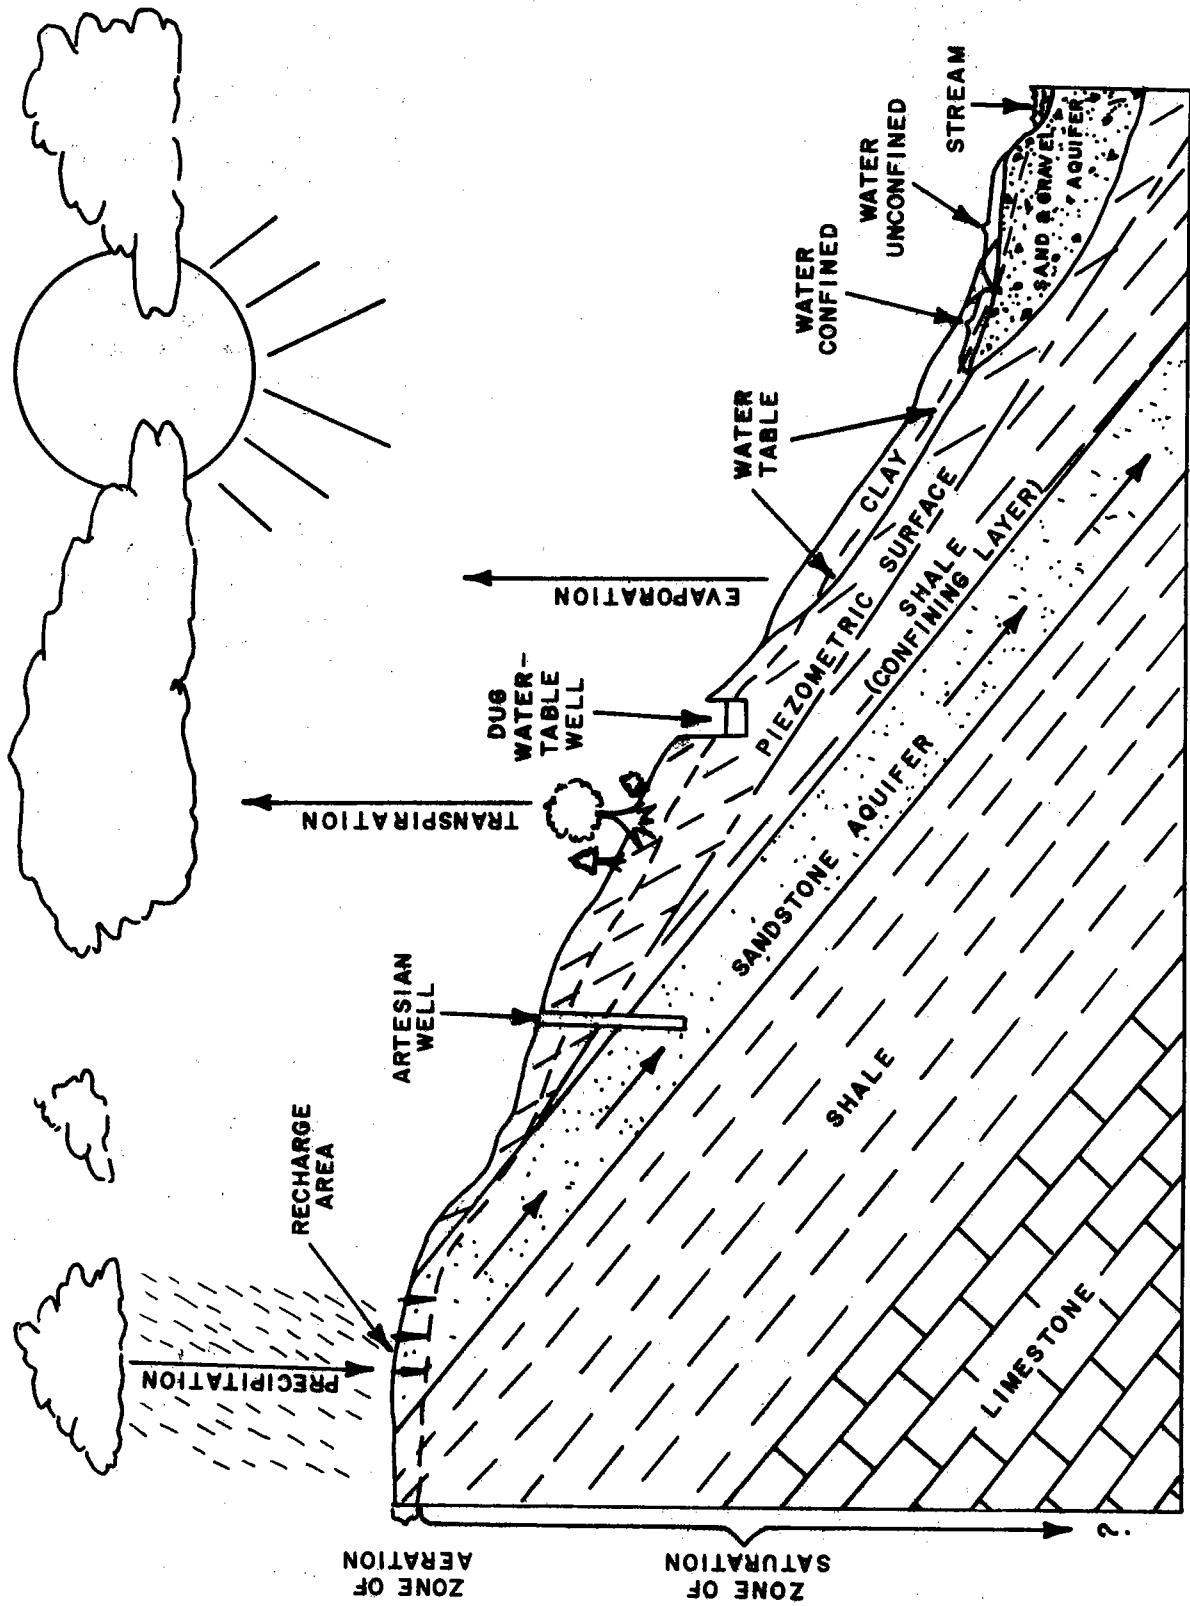 PRECIPITATION
RECHARGE
AREA
ARTESIAN
WELL
TRANSPIRATION
DUG
WATER-
TABLE
WELL
EVAPORATION
WATER
TABLE
WATER
CONFINED
WATER
UNCONFINED
STREAM
ZONE OF
AERATION
ZONE OF
SATURATION
?
CLAY
PIEZOMETRIC SURFACE
SHALE
(CONFINING LAYER)
SAND & GRAVEL
AQUIFER
SANDSTONE AQUIFER
SHALE
LIMESTONE